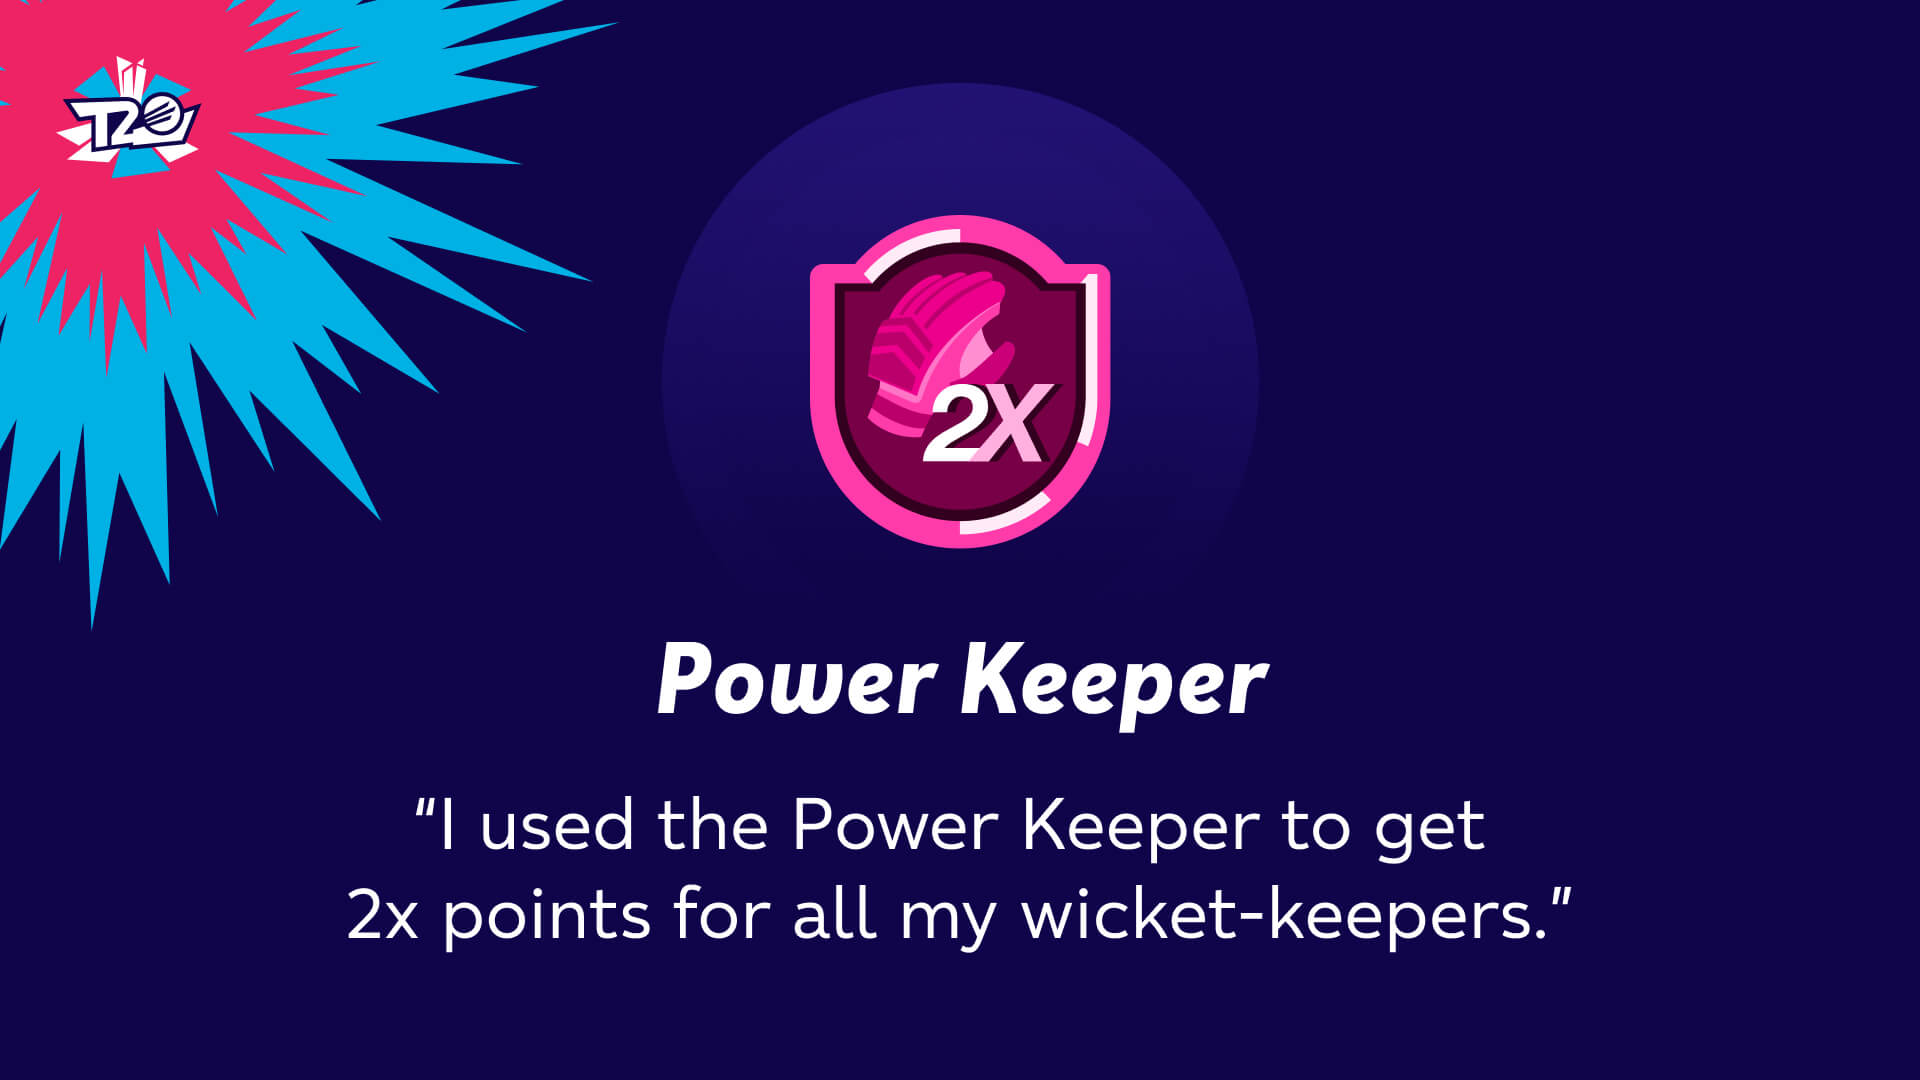 T20
2X
Power Keeper
“I used the Power Keeper to get
2x points for all my wicket-keepers.”